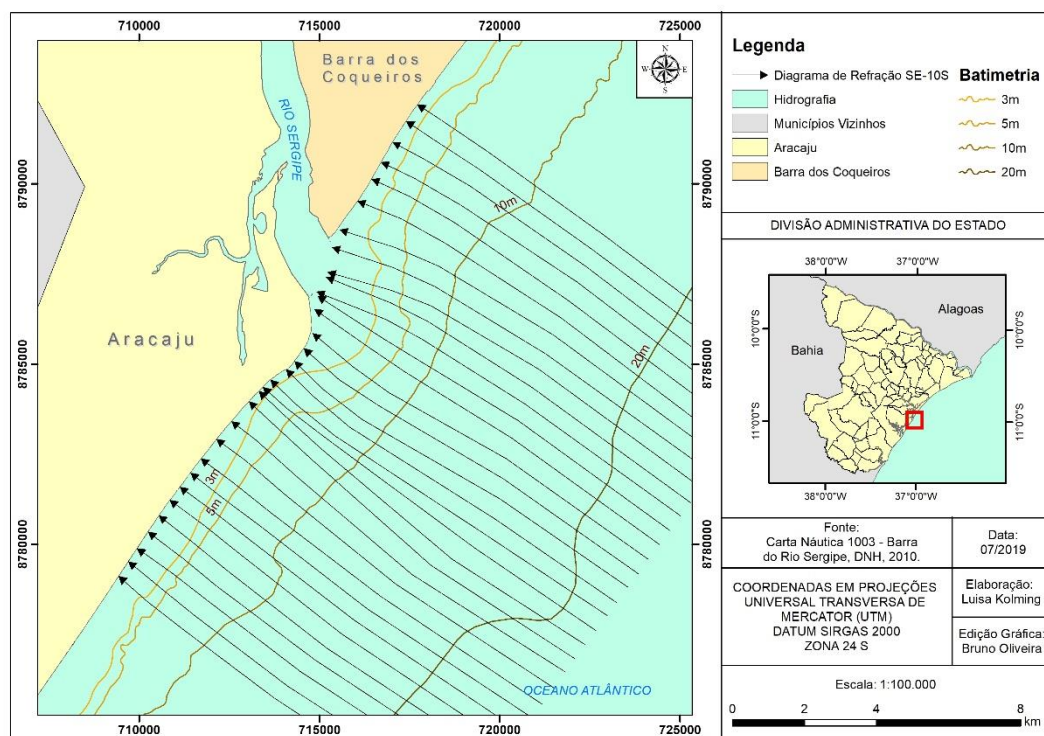 710000
715000
720000
725000
Barra dos
Coqueiros
N
W
E
S
RIO SERGIPE
8790000
8790000
10m
Aracaju
20m
8785000
8785000
3m
5m
8780000
8780000
OCEANO ATLÂNTICO
710000
715000
720000
725000
Legenda
Diagrama de Refração SE-10S
Hidrografia
Municípios Vizinhos
Aracaju
Barra dos Coqueiros
Batimetria
3m
5m
10m
20m
DIVISÃO ADMINISTRATIVA DO ESTADO
38°0'0"W
37°0'0"W
Alagoas
10°0'0"S
10°0'0"S
Bahia
11°0'0"S
11°0'0"S
38°0'0"W
37°0'0"W
Fonte:
Carta Náutica 1003 - Barra
do Rio Sergipe, DNH, 2010.
Data:
07/2019
COORDENADAS EM PROJEÇÕES
UNIVERSAL TRANSVERSA DE
MERCATOR (UTM)
DATUM SIRGAS 2000
ZONA 24 S
Elaboração:
Luisa Kolming
Edição Gráfica:
Bruno Oliveira
Escala: 1:100.000
0 2 4 6 8
km